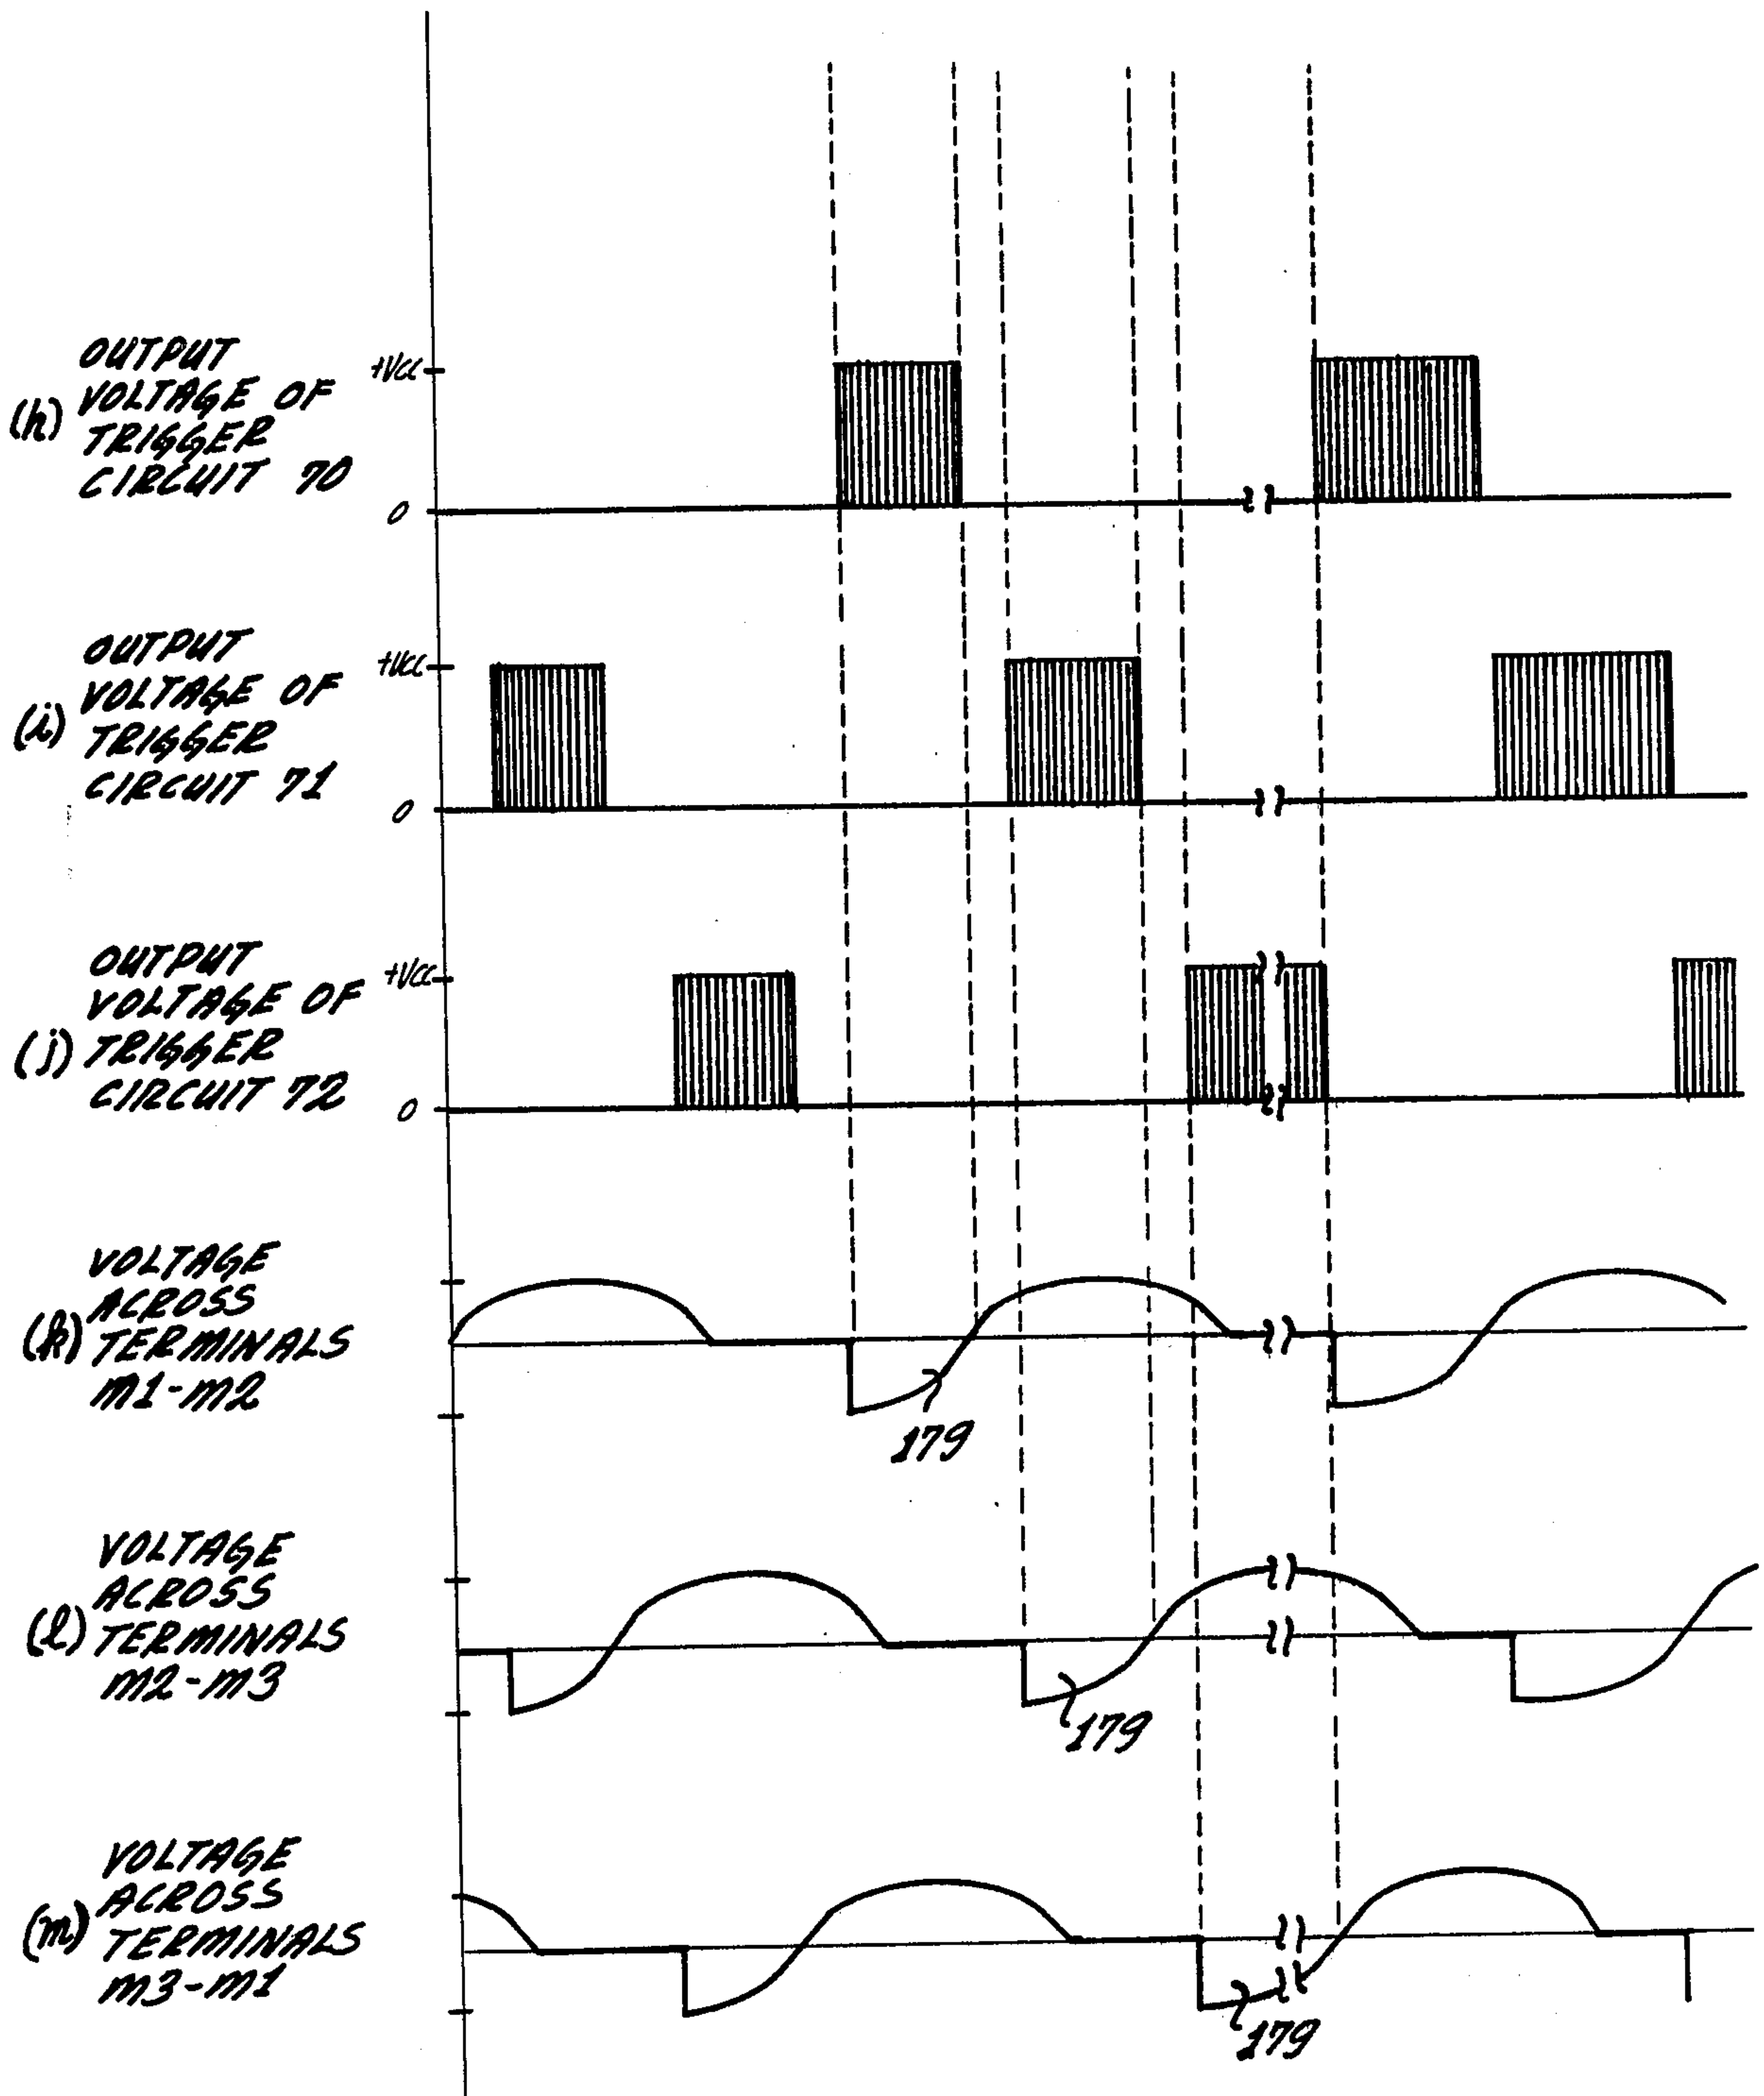 (h) OUTPUT
VOLTAGE OF
TRIGGER
CIRCUIT 70
+VCC
0
(i) OUTPUT
VOLTAGE OF
TRIGGER
CIRCUIT 71
+VCC
0
(j) OUTPUT
VOLTAGE OF
TRIGGER
CIRCUIT 72
+VCC
0
(k) VOLTAGE
ACROSS
TERMINALS
m1-m2
179
(l) VOLTAGE
ACROSS
TERMINALS
m2-m3
179
(m) VOLTAGE
ACROSS
TERMINALS
m3-m1
179